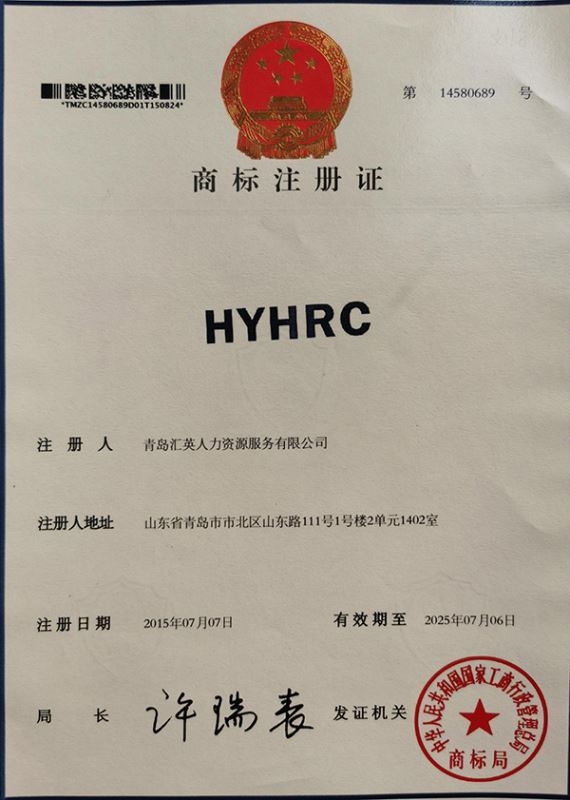 *TMZC14580689D01T150824*
第 14580689 号
商标注册证
HYHRC
注册人 青岛汇英人力资源服务有限公司
注册人地址 山东省青岛市市北区山东路111号1号楼2单元1402室
注册日期 2015年07月07日 有效期至 2025年07月06日
局长 许瑞表 发证机关
中华人民共和国国家工商行政管理总局
商标局